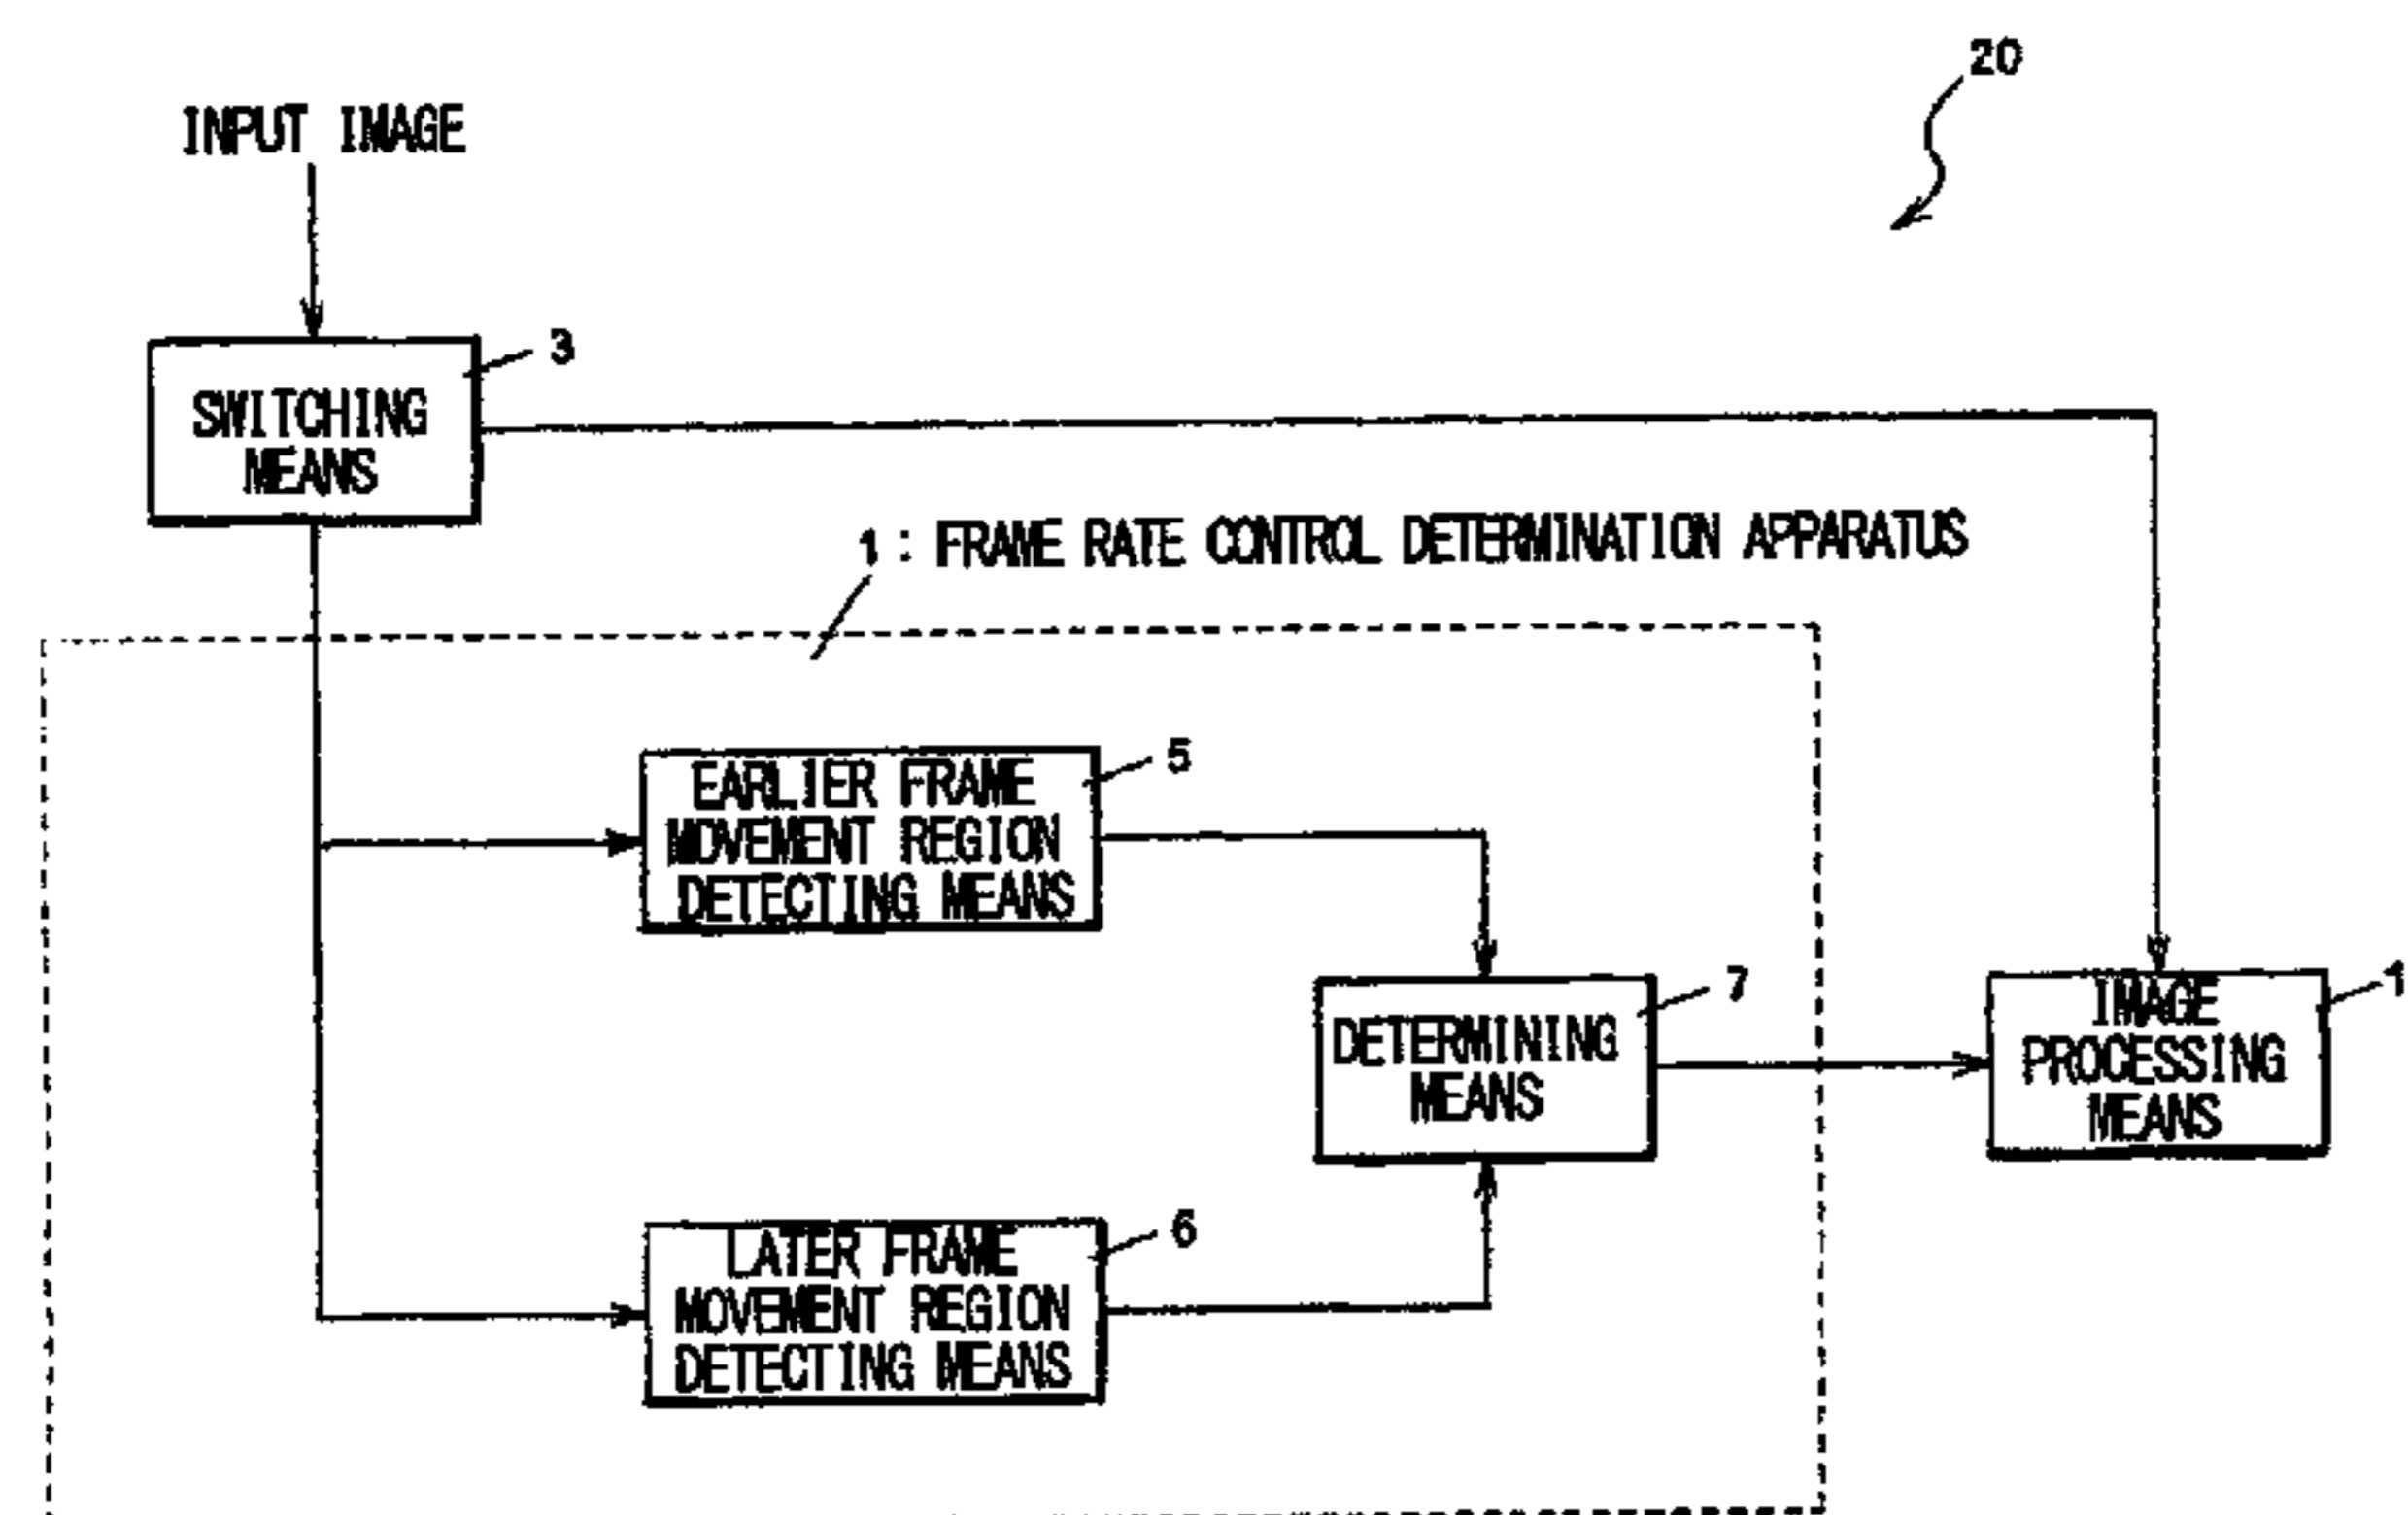 20
INPUT IMAGE
3
SWITCHING
MEANS
1 : FRAME RATE CONTROL DETERMINATION APPARATUS
5
EARLIER FRAME
MOVEMENT REGION
DETECTING MEANS
7
DETERMINING
MEANS
1
IMAGE
PROCESSING
MEANS
6
LATER FRAME
MOVEMENT REGION
DETECTING MEANS